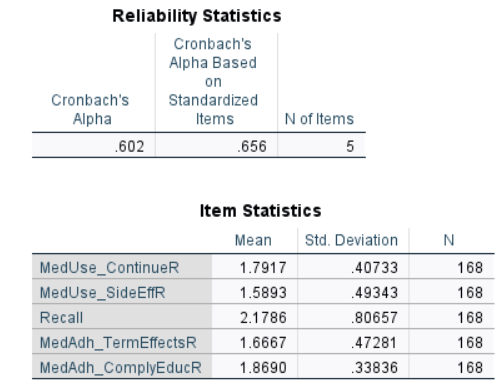 Reliability Statistics
Cronbach's
Alpha Based
on
Cronbach's Standardized
Alpha Items N of Items
.602 .656 5
Item Statistics
Mean Std. Deviation N
MedUse_ContinueR 1.7917 .40733 168
MedUse_SideEffR 1.5893 .49343 168
Recall 2.1786 .80657 168
MedAdh_TermEffectsR 1.6667 .47281 168
MedAdh_ComplyEducR 1.8690 .33836 168